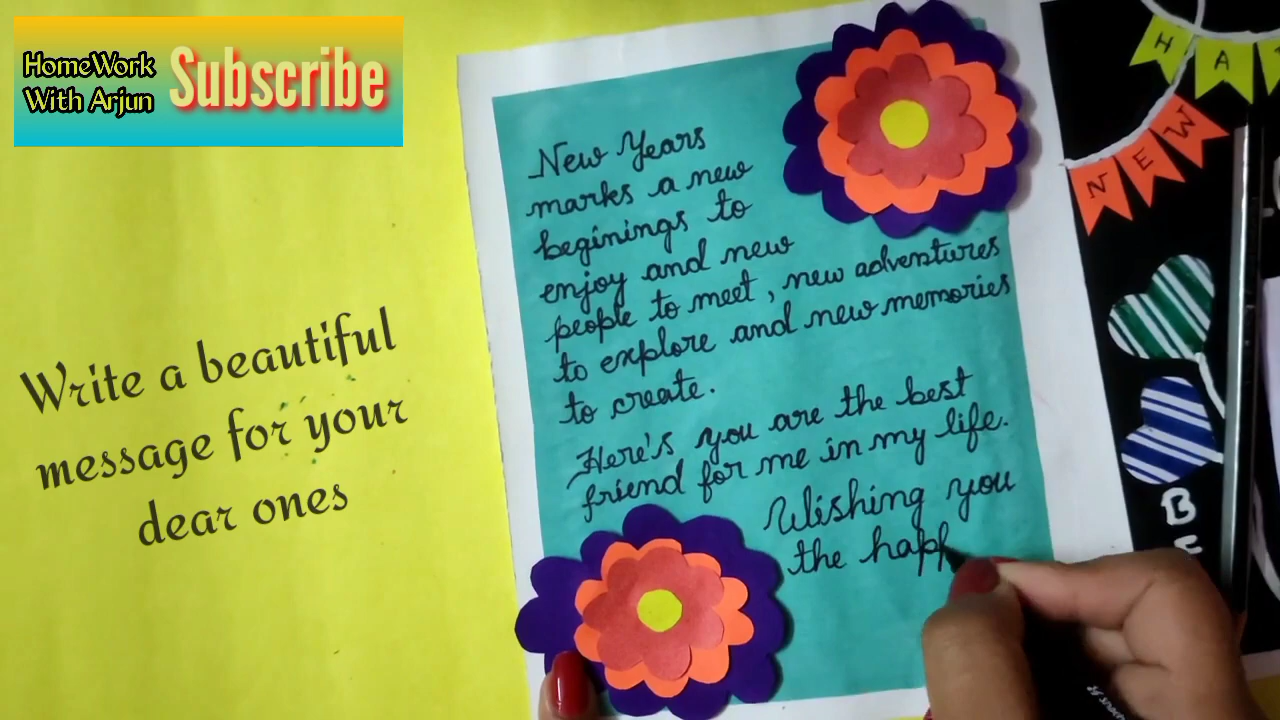 HomeWork
With Arjun
Subscribe
Write a beautiful
message for your
dear ones
New Years
marks a new
beginings to
enjoy and new
people to meet, new adventures
to explore and new memories
to create.
Here's you are the best
friend for me in my life.
Wishing you
the happ
H A
NEW
B